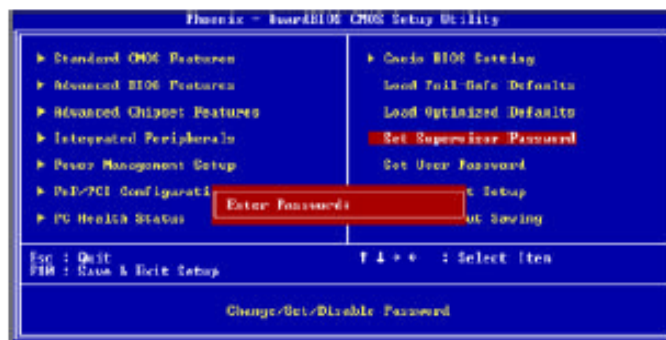 Phoenix - AwardBIOS CMOS Setup Utility
▶ Standard CMOS Features
▶ Advanced BIOS Features
▶ Advanced Chipset Features
▶ Integrated Peripherals
▶ Power Management Setup
▶ PnP/PCI Configurati
▶ PC Health Status
▶ BIOS Setting
Load Fail-Safe Defaults
Load Optimized Defaults
Set Supervisor Password
Set User Password
t Setup
ut Saving
Enter Password:
Esc : Quit
F10 : Save & Exit Setup
↑ ↓ → ← : Select Item
Change/Set/Disable Password